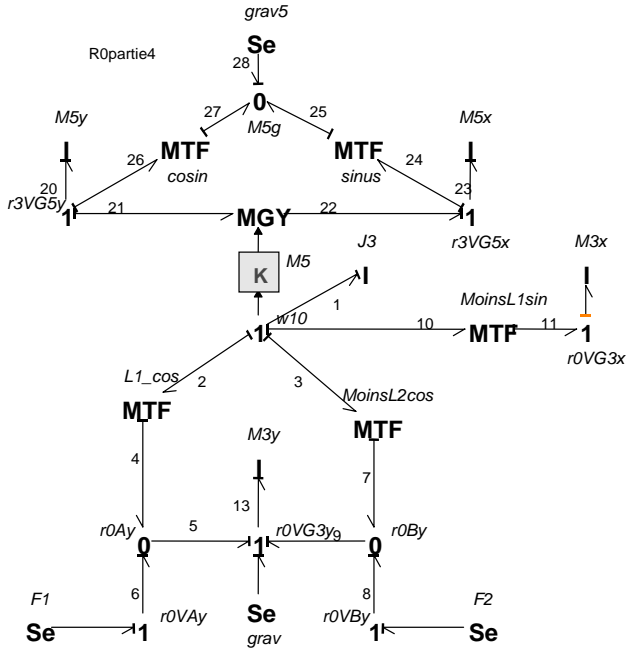 grav5
Se
R0partie4
28
M5y
27
0
25
M5x
M5g
I
MTF
MTF
I
26
24
cosin
sinus
20
23
r3VG5y
1
21
MGY
22
1
r3VG5x
J3
M3x
K
M5
I
I
1
MoinsL1sin
w10
1
10
MTF
11
1
r0VG3x
L1_cos
2
3
MoinsL2cos
MTF
MTF
M3y
4
7
I
13
r0Ay
5
r0VG3y
9
r0By
0
1
0
F1
6
r0VAy
8
r0VBy
F2
Se
1
Se
1
Se
grav